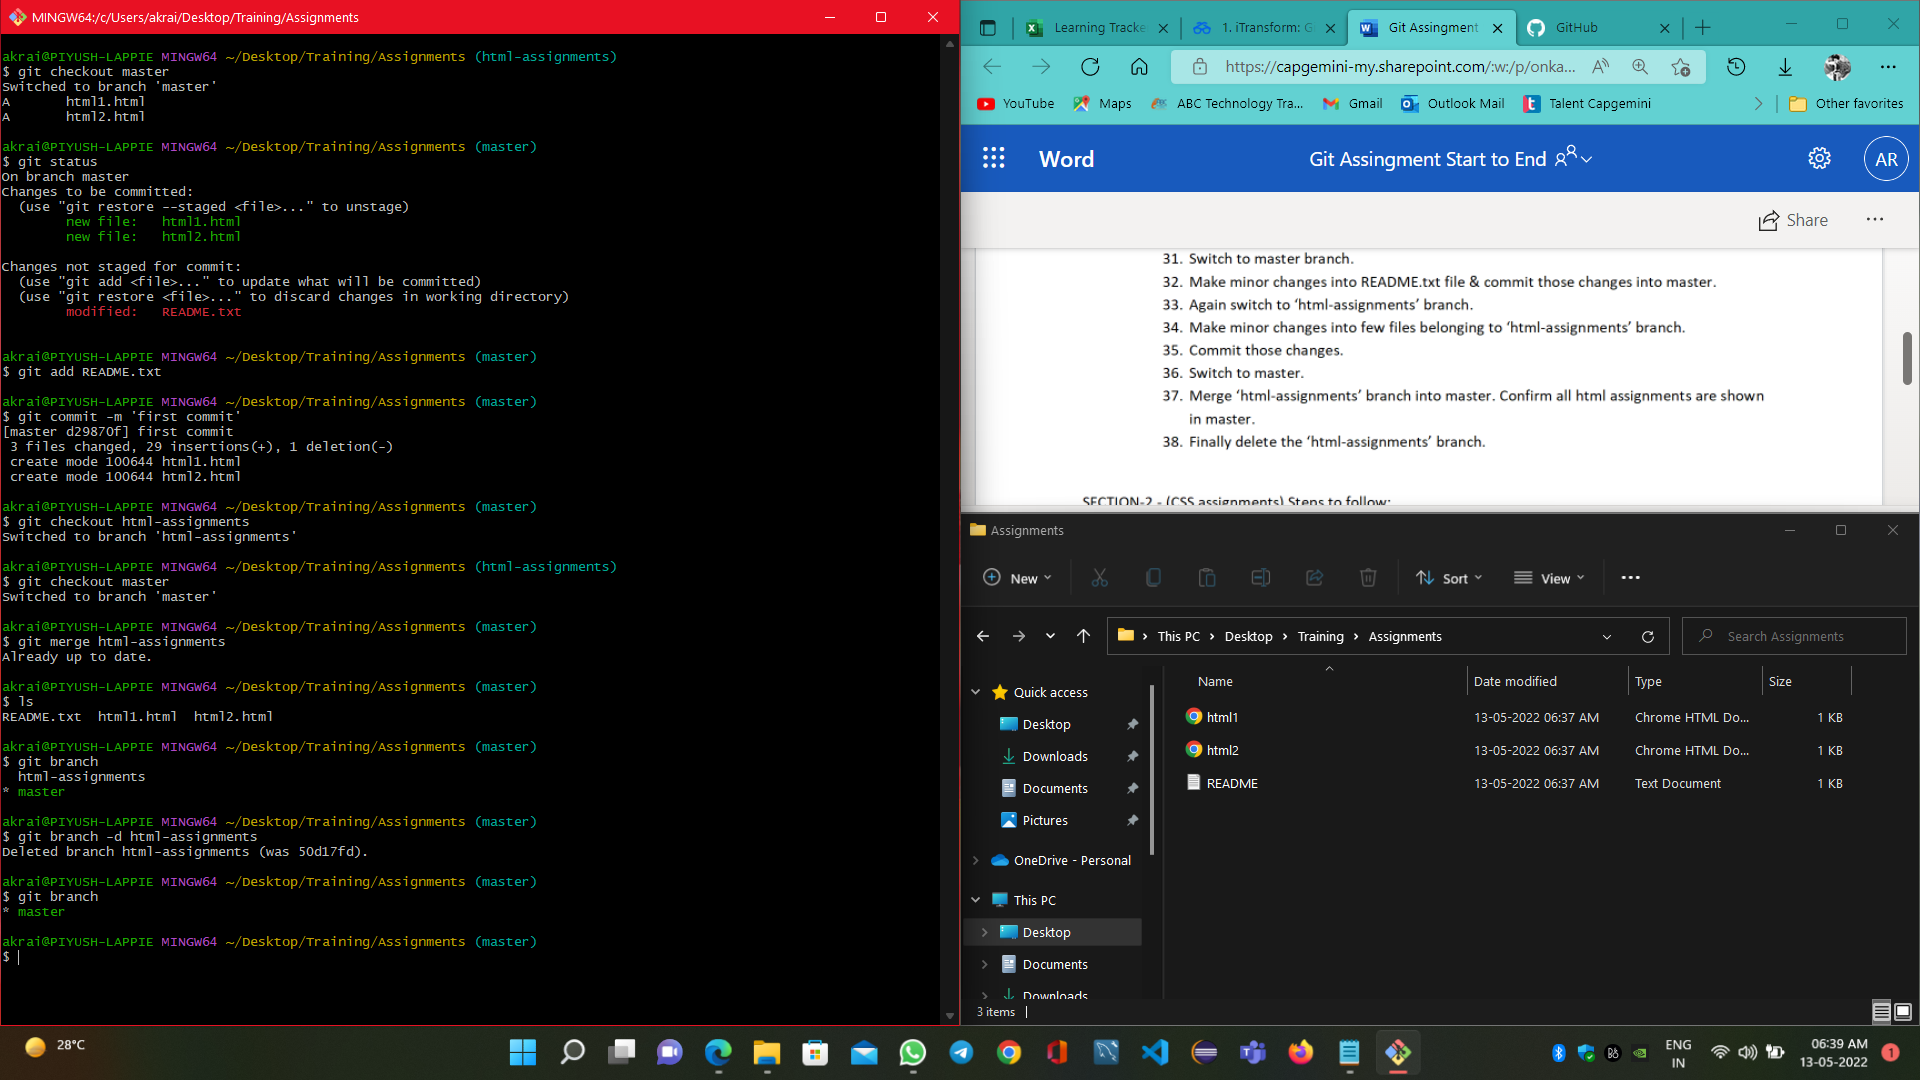 MINGW64:/c/Users/akrai/Desktop/Training/Assignments
akrai@PIYUSH-LAPPIE MINGW64 ~/Desktop/Training/Assignments (html-assignments)
$ git checkout master
Switched to branch 'master'
A       html1.html
A       html2.html
akrai@PIYUSH-LAPPIE MINGW64 ~/Desktop/Training/Assignments (master)
$ git status
On branch master
Changes to be committed:
  (use "git restore --staged <file>..." to unstage)
        new file:   html1.html
        new file:   html2.html
Changes not staged for commit:
  (use "git add <file>..." to update what will be committed)
  (use "git restore <file>..." to discard changes in working directory)
        modified:   README.txt
akrai@PIYUSH-LAPPIE MINGW64 ~/Desktop/Training/Assignments (master)
$ git add README.txt
akrai@PIYUSH-LAPPIE MINGW64 ~/Desktop/Training/Assignments (master)
$ git commit -m 'first commit'
[master d29870f] first commit
 3 files changed, 29 insertions(+), 1 deletion(-)
 create mode 100644 html1.html
 create mode 100644 html2.html
akrai@PIYUSH-LAPPIE MINGW64 ~/Desktop/Training/Assignments (master)
$ git checkout html-assignments
Switched to branch 'html-assignments'
akrai@PIYUSH-LAPPIE MINGW64 ~/Desktop/Training/Assignments (html-assignments)
$ git checkout master
Switched to branch 'master'
akrai@PIYUSH-LAPPIE MINGW64 ~/Desktop/Training/Assignments (master)
$ git merge html-assignments
Already up to date.
akrai@PIYUSH-LAPPIE MINGW64 ~/Desktop/Training/Assignments (master)
$ ls
README.txt  html1.html  html2.html
akrai@PIYUSH-LAPPIE MINGW64 ~/Desktop/Training/Assignments (master)
$ git branch
  html-assignments
* master
akrai@PIYUSH-LAPPIE MINGW64 ~/Desktop/Training/Assignments (master)
$ git branch -d html-assignments
Deleted branch html-assignments (was 50d17fd).
akrai@PIYUSH-LAPPIE MINGW64 ~/Desktop/Training/Assignments (master)
$ git branch
* master
akrai@PIYUSH-LAPPIE MINGW64 ~/Desktop/Training/Assignments (master)
$
Learning Tracke
1. iTransform: G
Git Assingment
GitHub
https://capgemini-my.sharepoint.com/:w:/p/onka...
YouTube
Maps
ABC Technology Tra...
Gmail
Outlook Mail
Talent Capgemini
Other favorites
Word
Git Assingment Start to End
AR
Share
31. Switch to master branch.
32. Make minor changes into README.txt file & commit those changes into master.
33. Again switch to ‘html-assignments’ branch.
34. Make minor changes into few files belonging to ‘html-assignments’ branch.
35. Commit those changes.
36. Switch to master.
37. Merge ‘html-assignments’ branch into master. Confirm all html assignments are shown
in master.
38. Finally delete the ‘html-assignments’ branch.
SECTION-2 - (CSS assignments) Steps to follow:
Assignments
New
Sort
View
This PC > Desktop > Training > Assignments
Search Assignments
Quick access
Desktop
Downloads
Documents
Pictures
OneDrive - Personal
This PC
Desktop
Documents
Downloads
Name Date modified Type Size
html1 13-05-2022 06:37 AM Chrome HTML Do... 1 KB
html2 13-05-2022 06:37 AM Chrome HTML Do... 1 KB
README 13-05-2022 06:37 AM Text Document 1 KB
3 items
28°C
ENG
IN
06:39 AM
13-05-2022
1